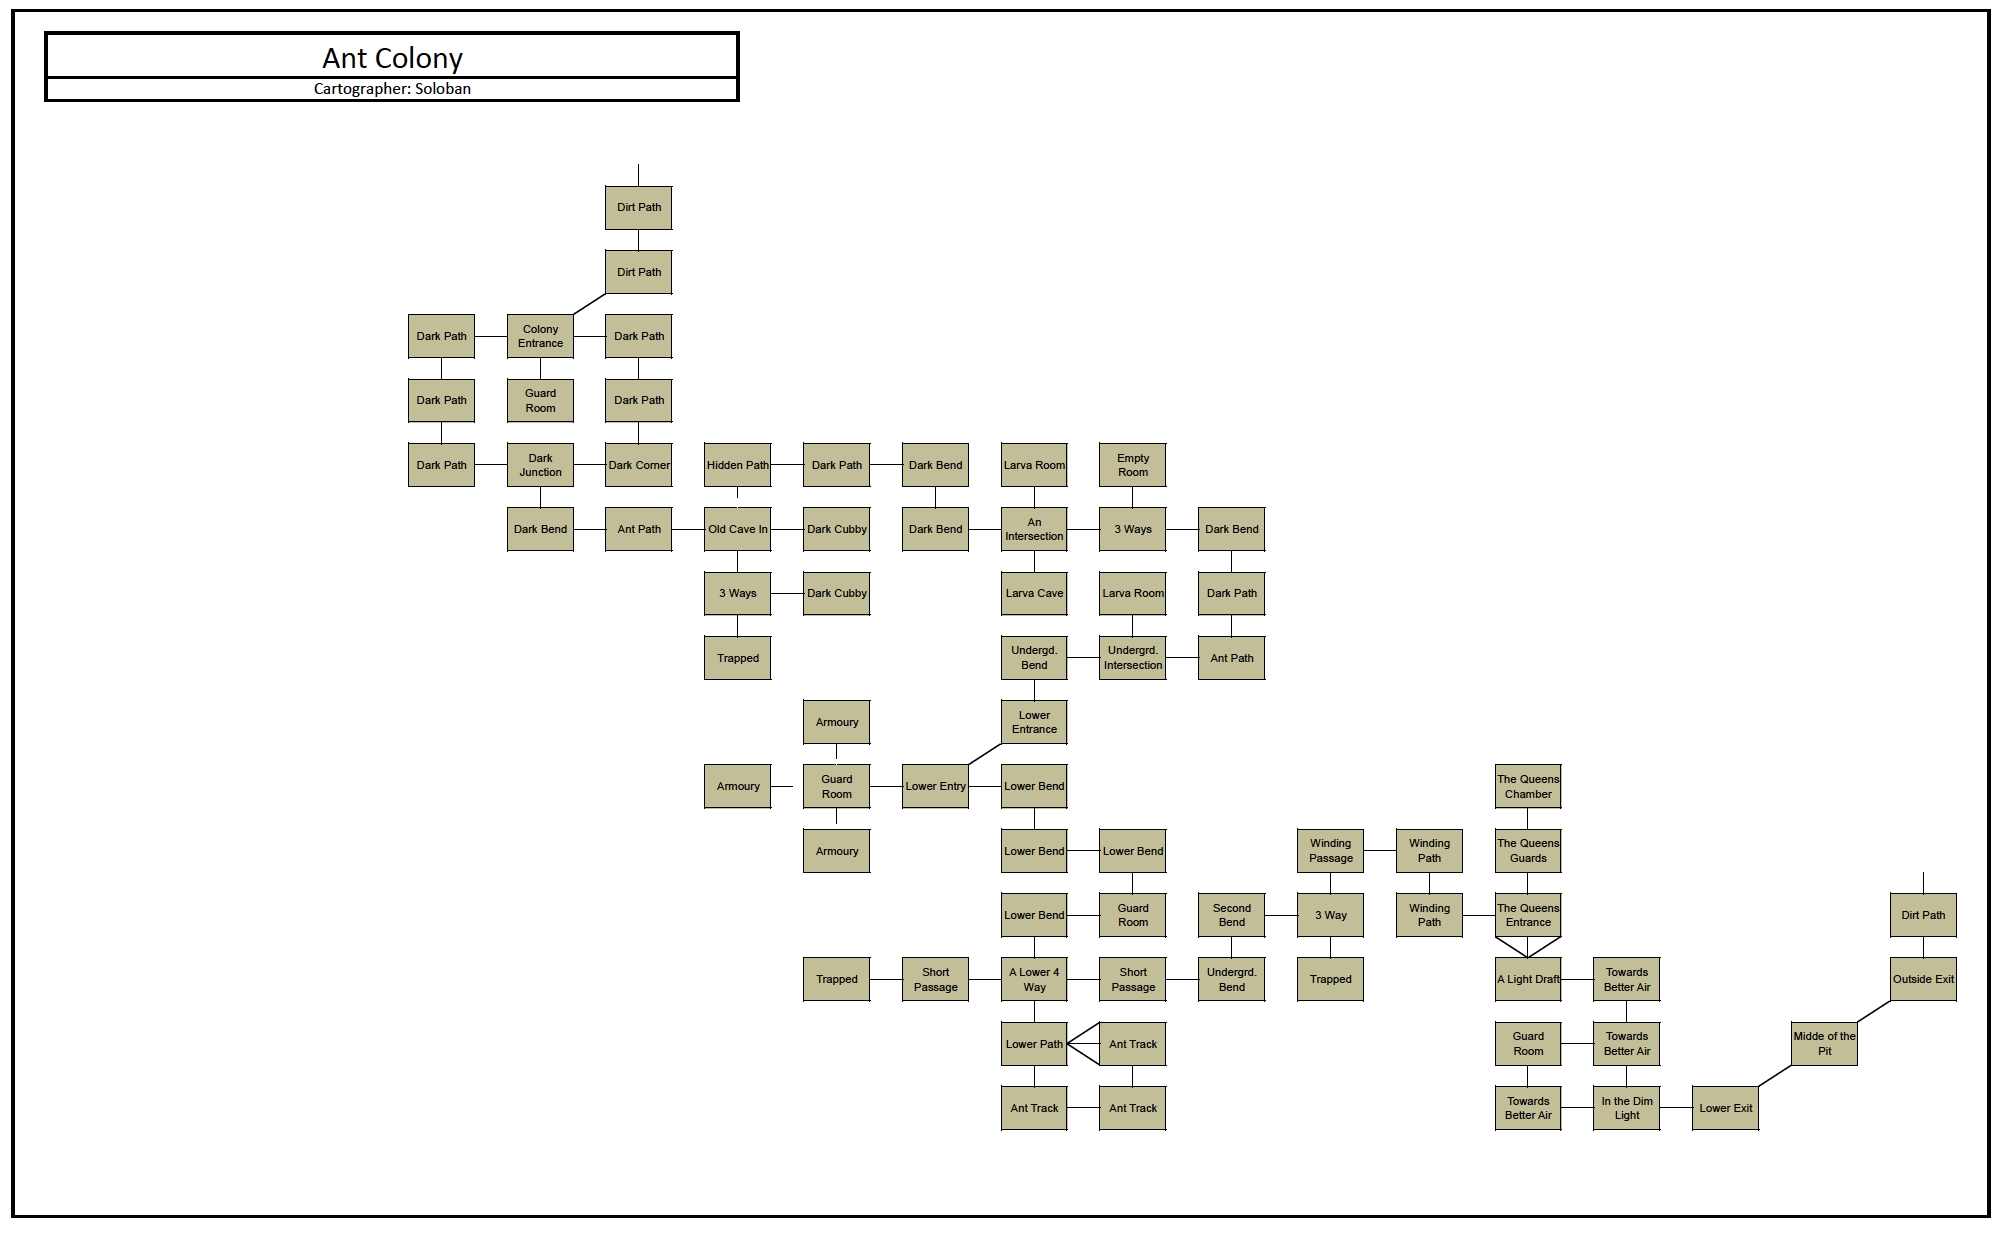 Ant Colony
Cartographer: Soloban
Dirt Path
Dirt Path
Dark Path
Colony
Entrance
Dark Path
Dark Path
Guard
Room
Dark Path
Dark Path
Dark
Junction
Dark Corner
Hidden Path
Dark Path
Dark Bend
Larva Room
Empty
Room
Dark Bend
Ant Path
Old Cave In
Dark Cubby
Dark Bend
An
Intersection
3 Ways
Dark Bend
3 Ways
Dark Cubby
Larva Cave
Larva Room
Dark Path
Trapped
Undergd.
Bend
Undergrd.
Intersection
Ant Path
Armoury
Lower
Entrance
Armoury
Guard
Room
Lower Entry
Lower Bend
The Queens
Chamber
Armoury
Lower Bend
Lower Bend
Winding
Passage
Winding
Path
The Queens
Guards
Lower Bend
Guard
Room
Second
Bend
3 Way
Winding
Path
The Queens
Entrance
Dirt Path
Trapped
Short
Passage
A Lower 4
Way
Short
Passage
Undergrd.
Bend
Trapped
A Light Draft
Towards
Better Air
Outside Exit
Lower Path
Ant Track
Guard
Room
Towards
Better Air
Midde of the
Pit
Ant Track
Ant Track
Towards
Better Air
In the Dim
Light
Lower Exit